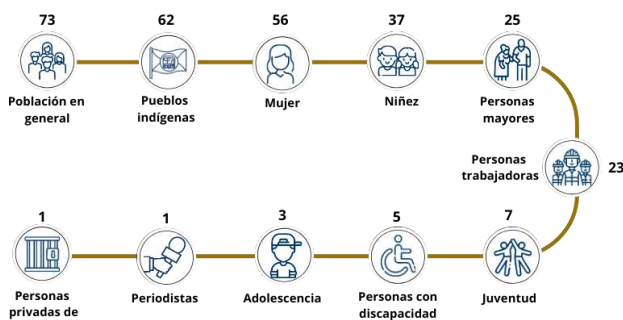 73
62
56
37
25
Población en
general
Pueblos
indígenas
Mujer
Niñez
Personas
mayores
Personas
trabajadoras
23
1
1
3
5
7
Personas
privadas de
Periodistas
Adolescencia
Personas con
discapacidad
Juventud